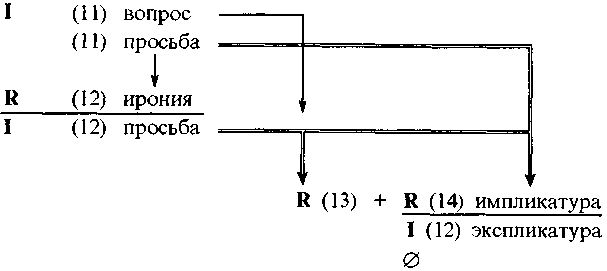 I (11) вопрос
(11) просьба
R (12) ирония
I (12) просьба
R (13) + R (14) импликатура
I (12) экспликатура
∅